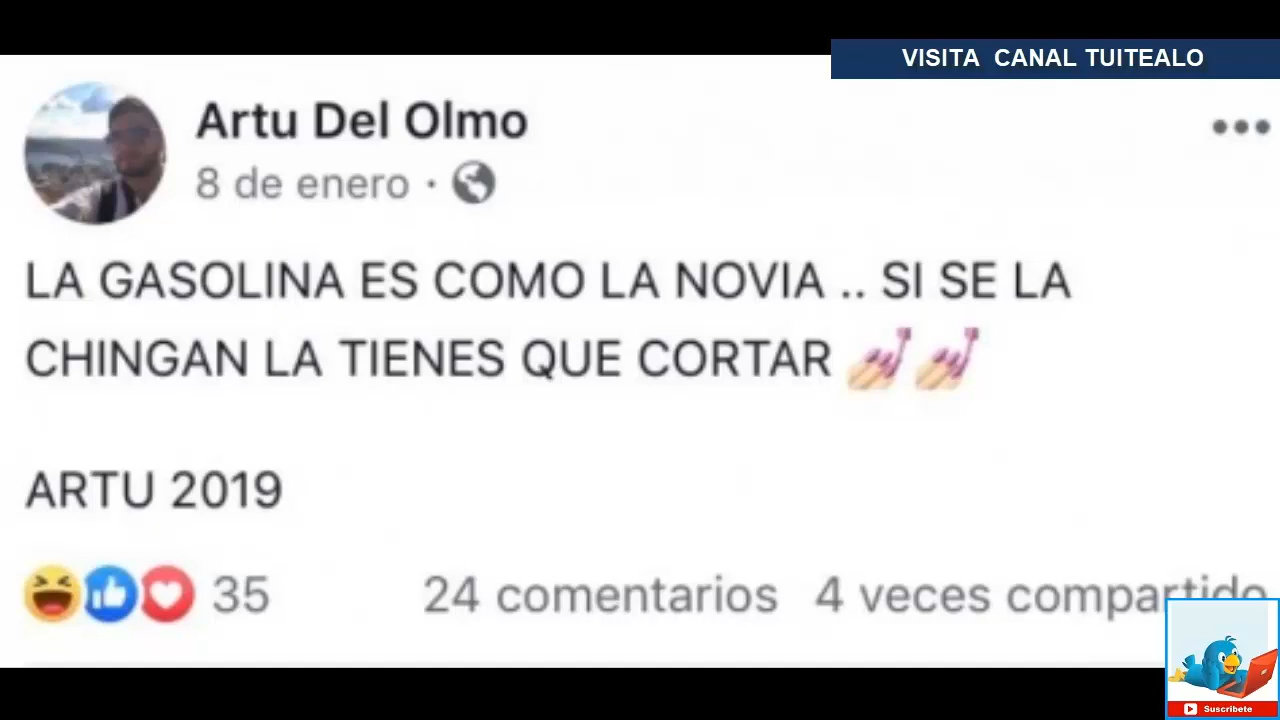 VISITA CANAL TUITEALO
Artu Del Olmo
8 de enero ·
LA GASOLINA ES COMO LA NOVIA .. SI SE LA
CHINGAN LA TIENES QUE CORTAR 💅💅
ARTU 2019
35 24 comentarios 4 veces compartido
Suscribete